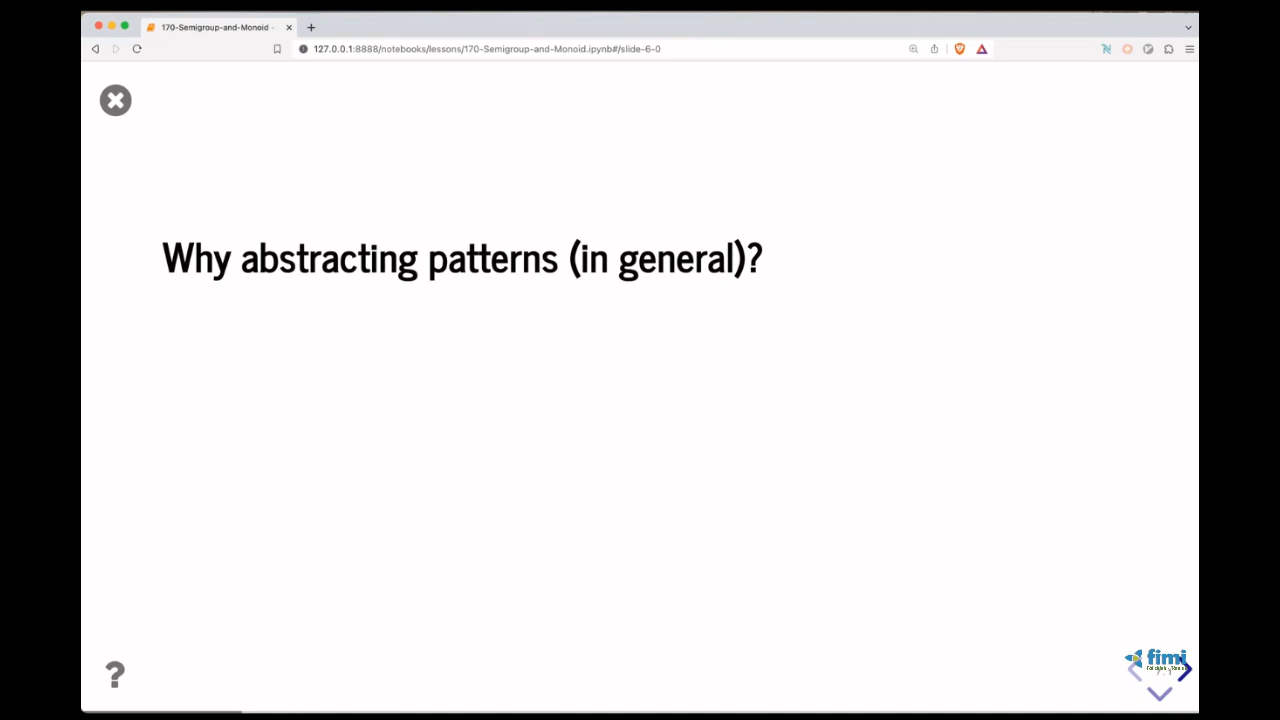 170-Semigroup-and-Monoid -
127.0.0.1:8888/notebooks/lessons/170-Semigroup-and-Monoid.ipynb#/slide-6-0
Why abstracting patterns (in general)?
?
fimi